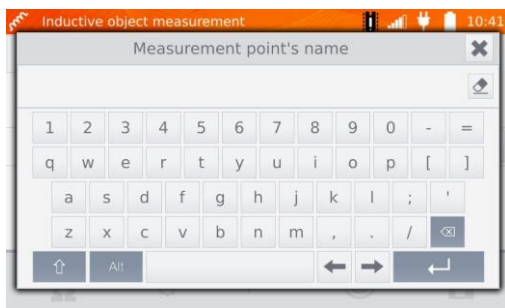 Inductive object measurement 10:41
Measurement point's name
1 2 3 4 5 6 7 8 9 0 - =
q w e r t y u i o p [ ]
a s d f g h j k l ; '
z x c v b n m , . /
Alt